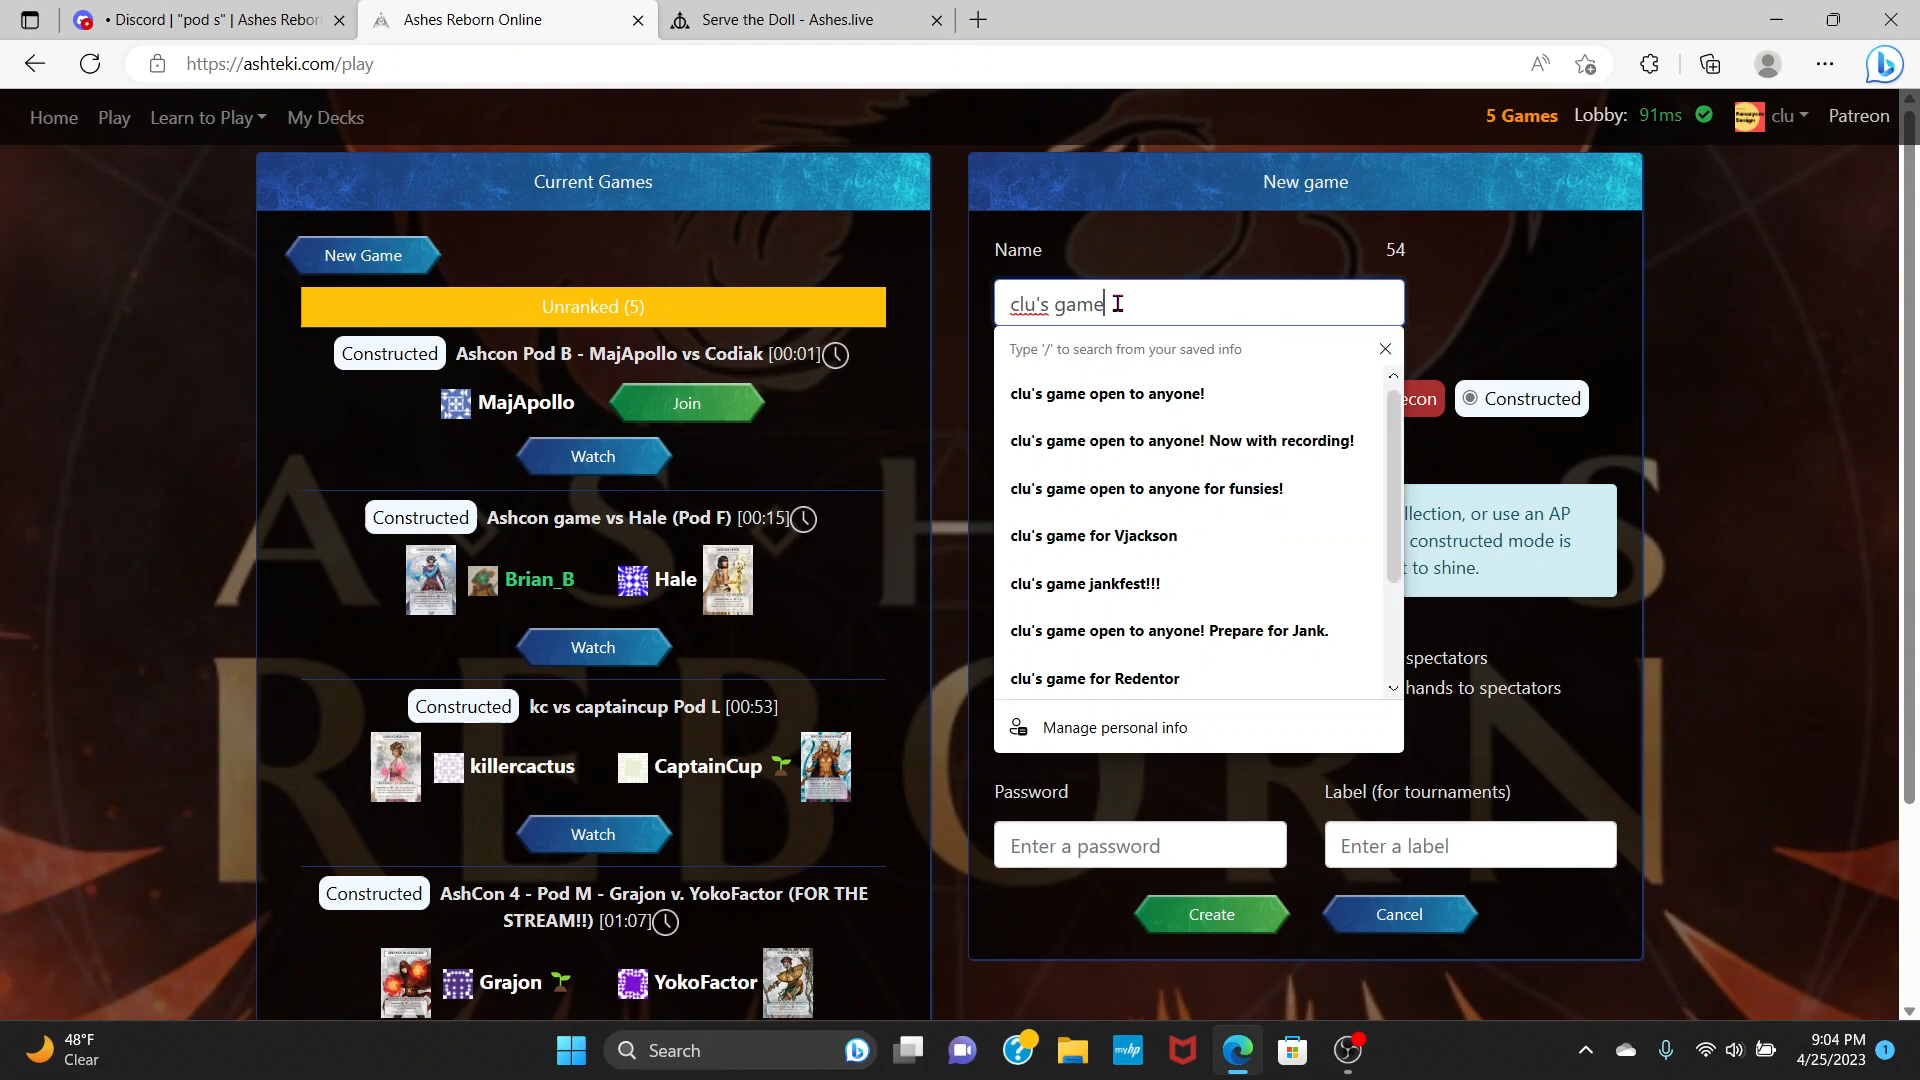 • Discord | "pod s" | Ashes Rebor
Ashes Reborn Online
Serve the Doll - Ashes.live
https://ashteki.com/play
Home
Play
Learn to Play
My Decks
5 Games
Lobby: 91ms
clu
Patreon
Current Games
New Game
Unranked (5)
Constructed
Ashcon Pod B - MajApollo vs Codiak [00:01]
MajApollo
Join
Watch
Constructed
Ashcon game vs Hale (Pod F) [00:15]
Brian_B
Hale
Watch
Constructed
kc vs captaincup Pod L [00:53]
killercactus
CaptainCup
Watch
Constructed
AshCon 4 - Pod M - Grajon v. YokoFactor (FOR THE
STREAM!!) [01:07]
Grajon
YokoFactor
New game
Name
54
clu's game
Type '/' to search from your saved info
clu's game open to anyone!
clu's game open to anyone! Now with recording!
clu's game open to anyone for funsies!
clu's game for Vjackson
clu's game jankfest!!!
clu's game open to anyone! Prepare for Jank.
clu's game for Redentor
Manage personal info
econ
Constructed
llection, or use an AP
constructed mode is
t to shine.
spectators
hands to spectators
Password
Label (for tournaments)
Enter a password
Enter a label
Create
Cancel
ASHES
REBORN
48°F
Clear
Search
myhp
9:04 PM
4/25/2023
1